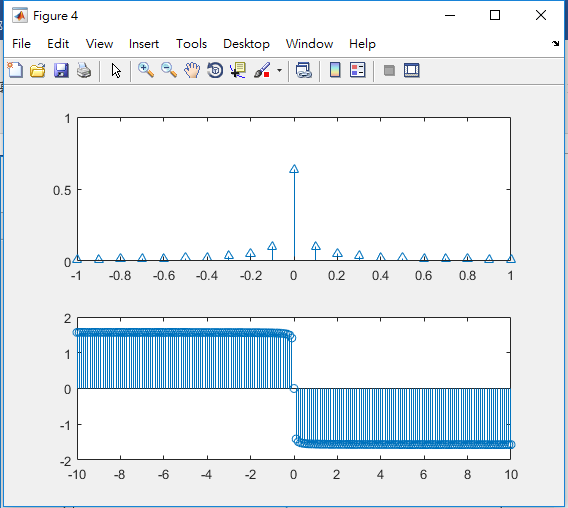 Figure 4
File Edit View Insert Tools Desktop Window Help
1
0.5
0
-1 -0.8 -0.6 -0.4 -0.2 0 0.2 0.4 0.6 0.8 1
2
1
0
-1
-2
-10 -8 -6 -4 -2 0 2 4 6 8 10